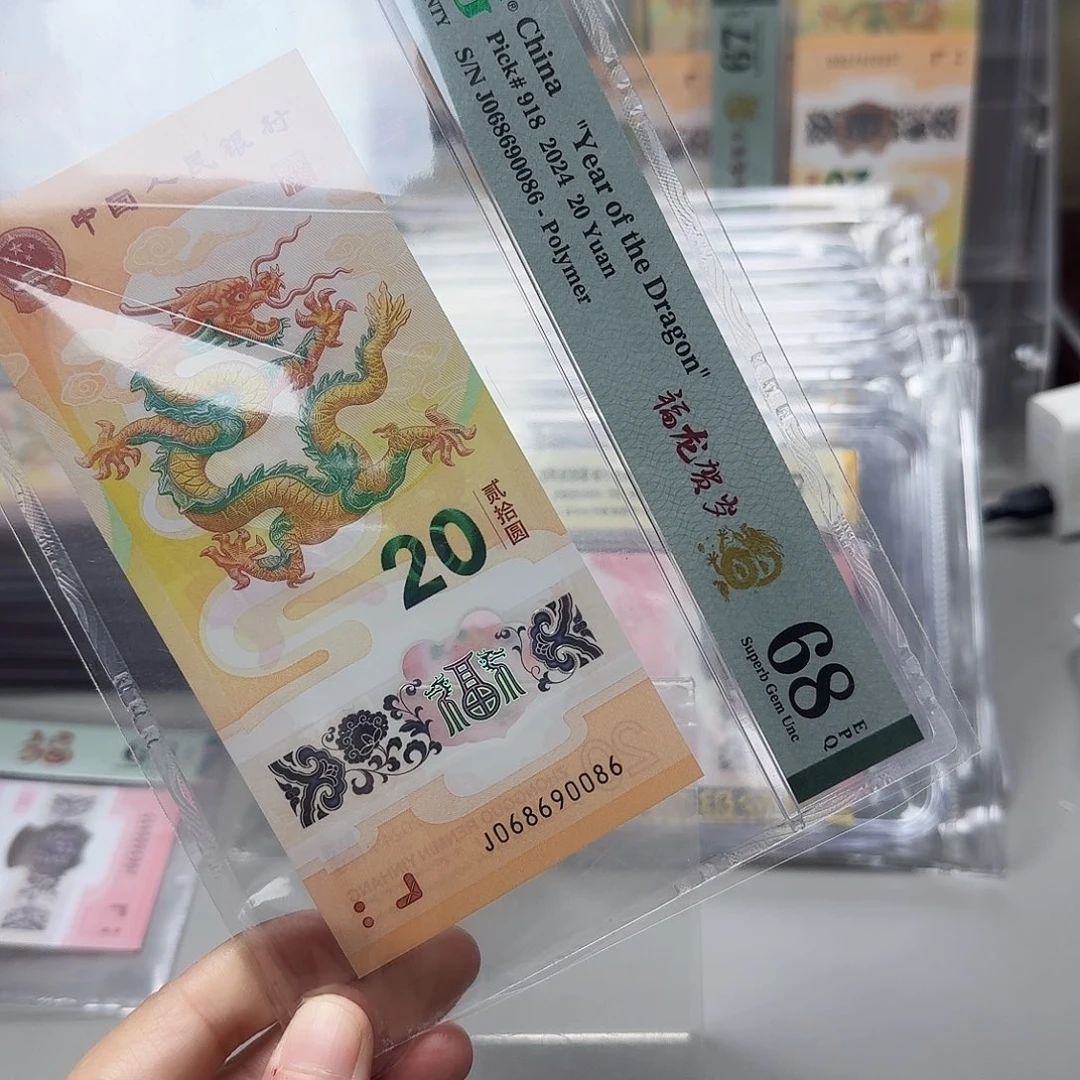 China "Year of the Dragon"
Pick# 918 2024 20 Yuan
S/N J068690086 - Polymer
福龙贺岁
68 EPQ
Superb Gem Unc
中国人民银行
贰拾圆
20
福
J068690086